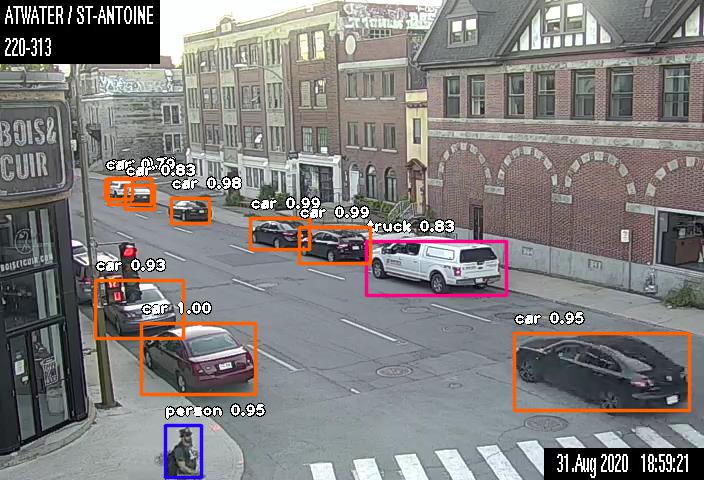 ATWATER / ST-ANTOINE
220-313
BOIS&
CUIR
car 0.79
car 0.83
car 0.98
car 0.99
car 0.99
truck 0.83
car 0.93
car 1.00
car 0.95
person 0.95
31.Aug 2020 18:59:21